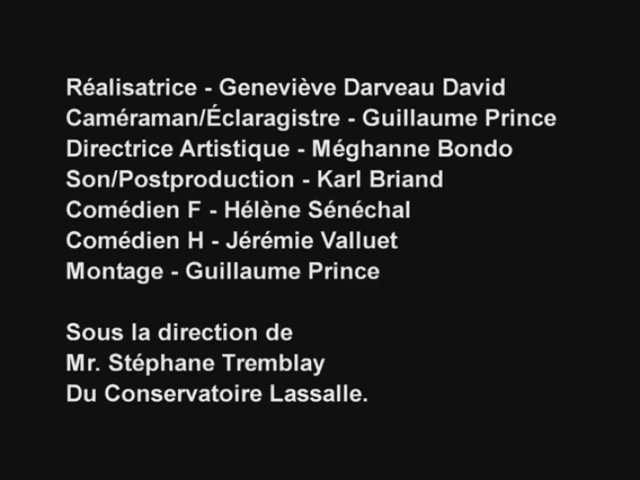 Réalisatrice - Geneviève Darveau David
Caméraman/Éclaragistre - Guillaume Prince
Directrice Artistique - Méghanne Bondo
Son/Postproduction - Karl Briand
Comédien F - Hélène Sénéchal
Comédien H - Jérémie Valluet
Montage - Guillaume Prince
Sous la direction de
Mr. Stéphane Tremblay
Du Conservatoire Lassalle.